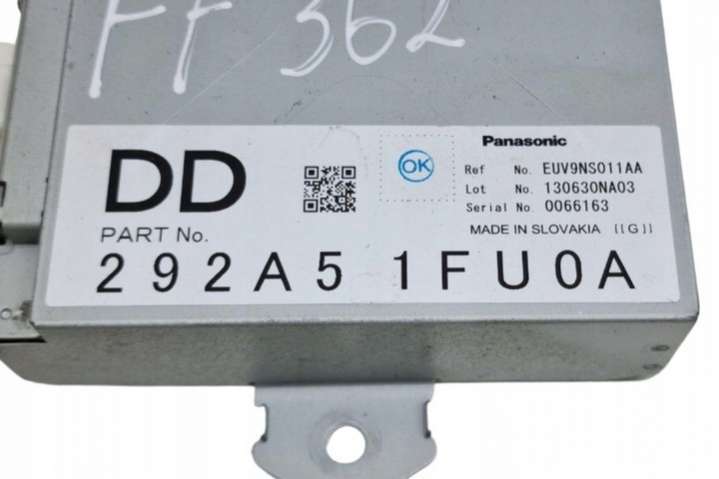 FF 362
DD
OK
Panasonic
Ref No. EUV9NS011AA
Lot No. 130630NA03
Serial No. 0066163
MADE IN SLOVAKIA [[G]]
PART No.
292A5 1FU0A